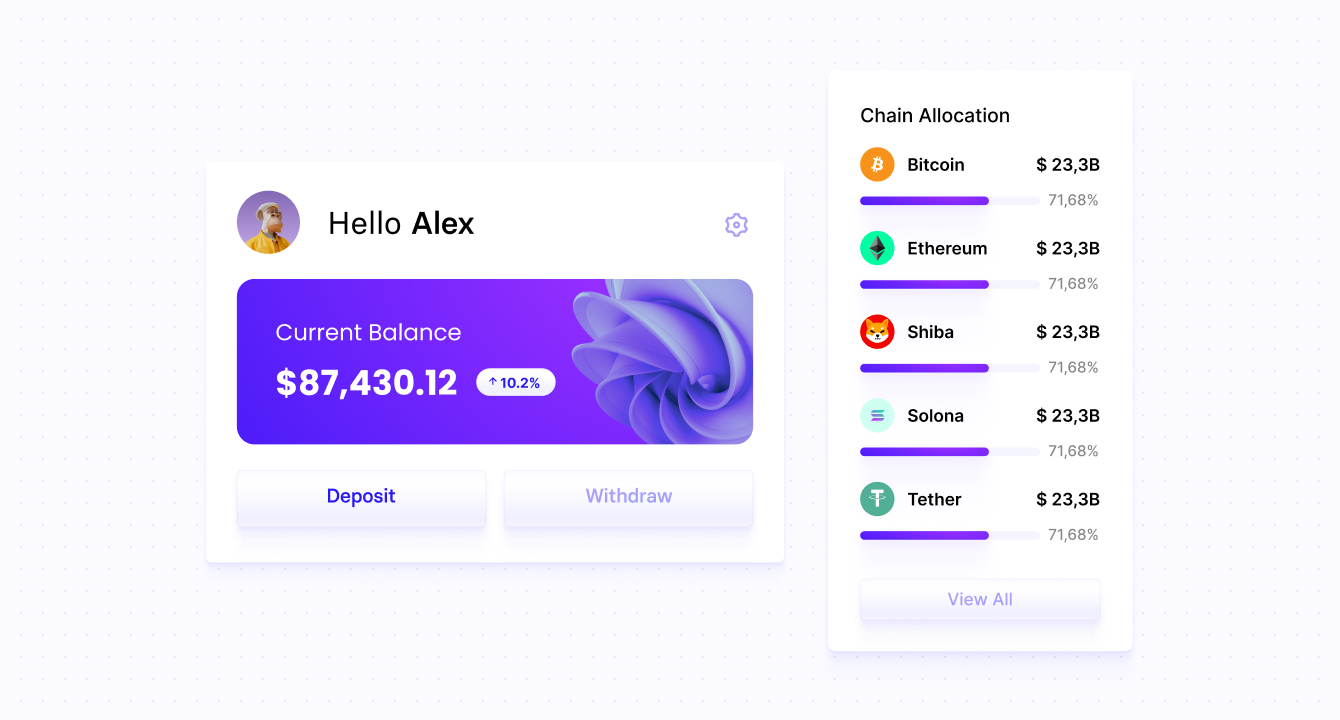 Hello Alex
Current Balance
$87,430.12
↑ 10.2%
Deposit
Withdraw
Chain Allocation
Bitcoin $ 23,3B
71,68%
Ethereum $ 23,3B
71,68%
Shiba $ 23,3B
71,68%
Solona $ 23,3B
71,68%
Tether $ 23,3B
71,68%
View All